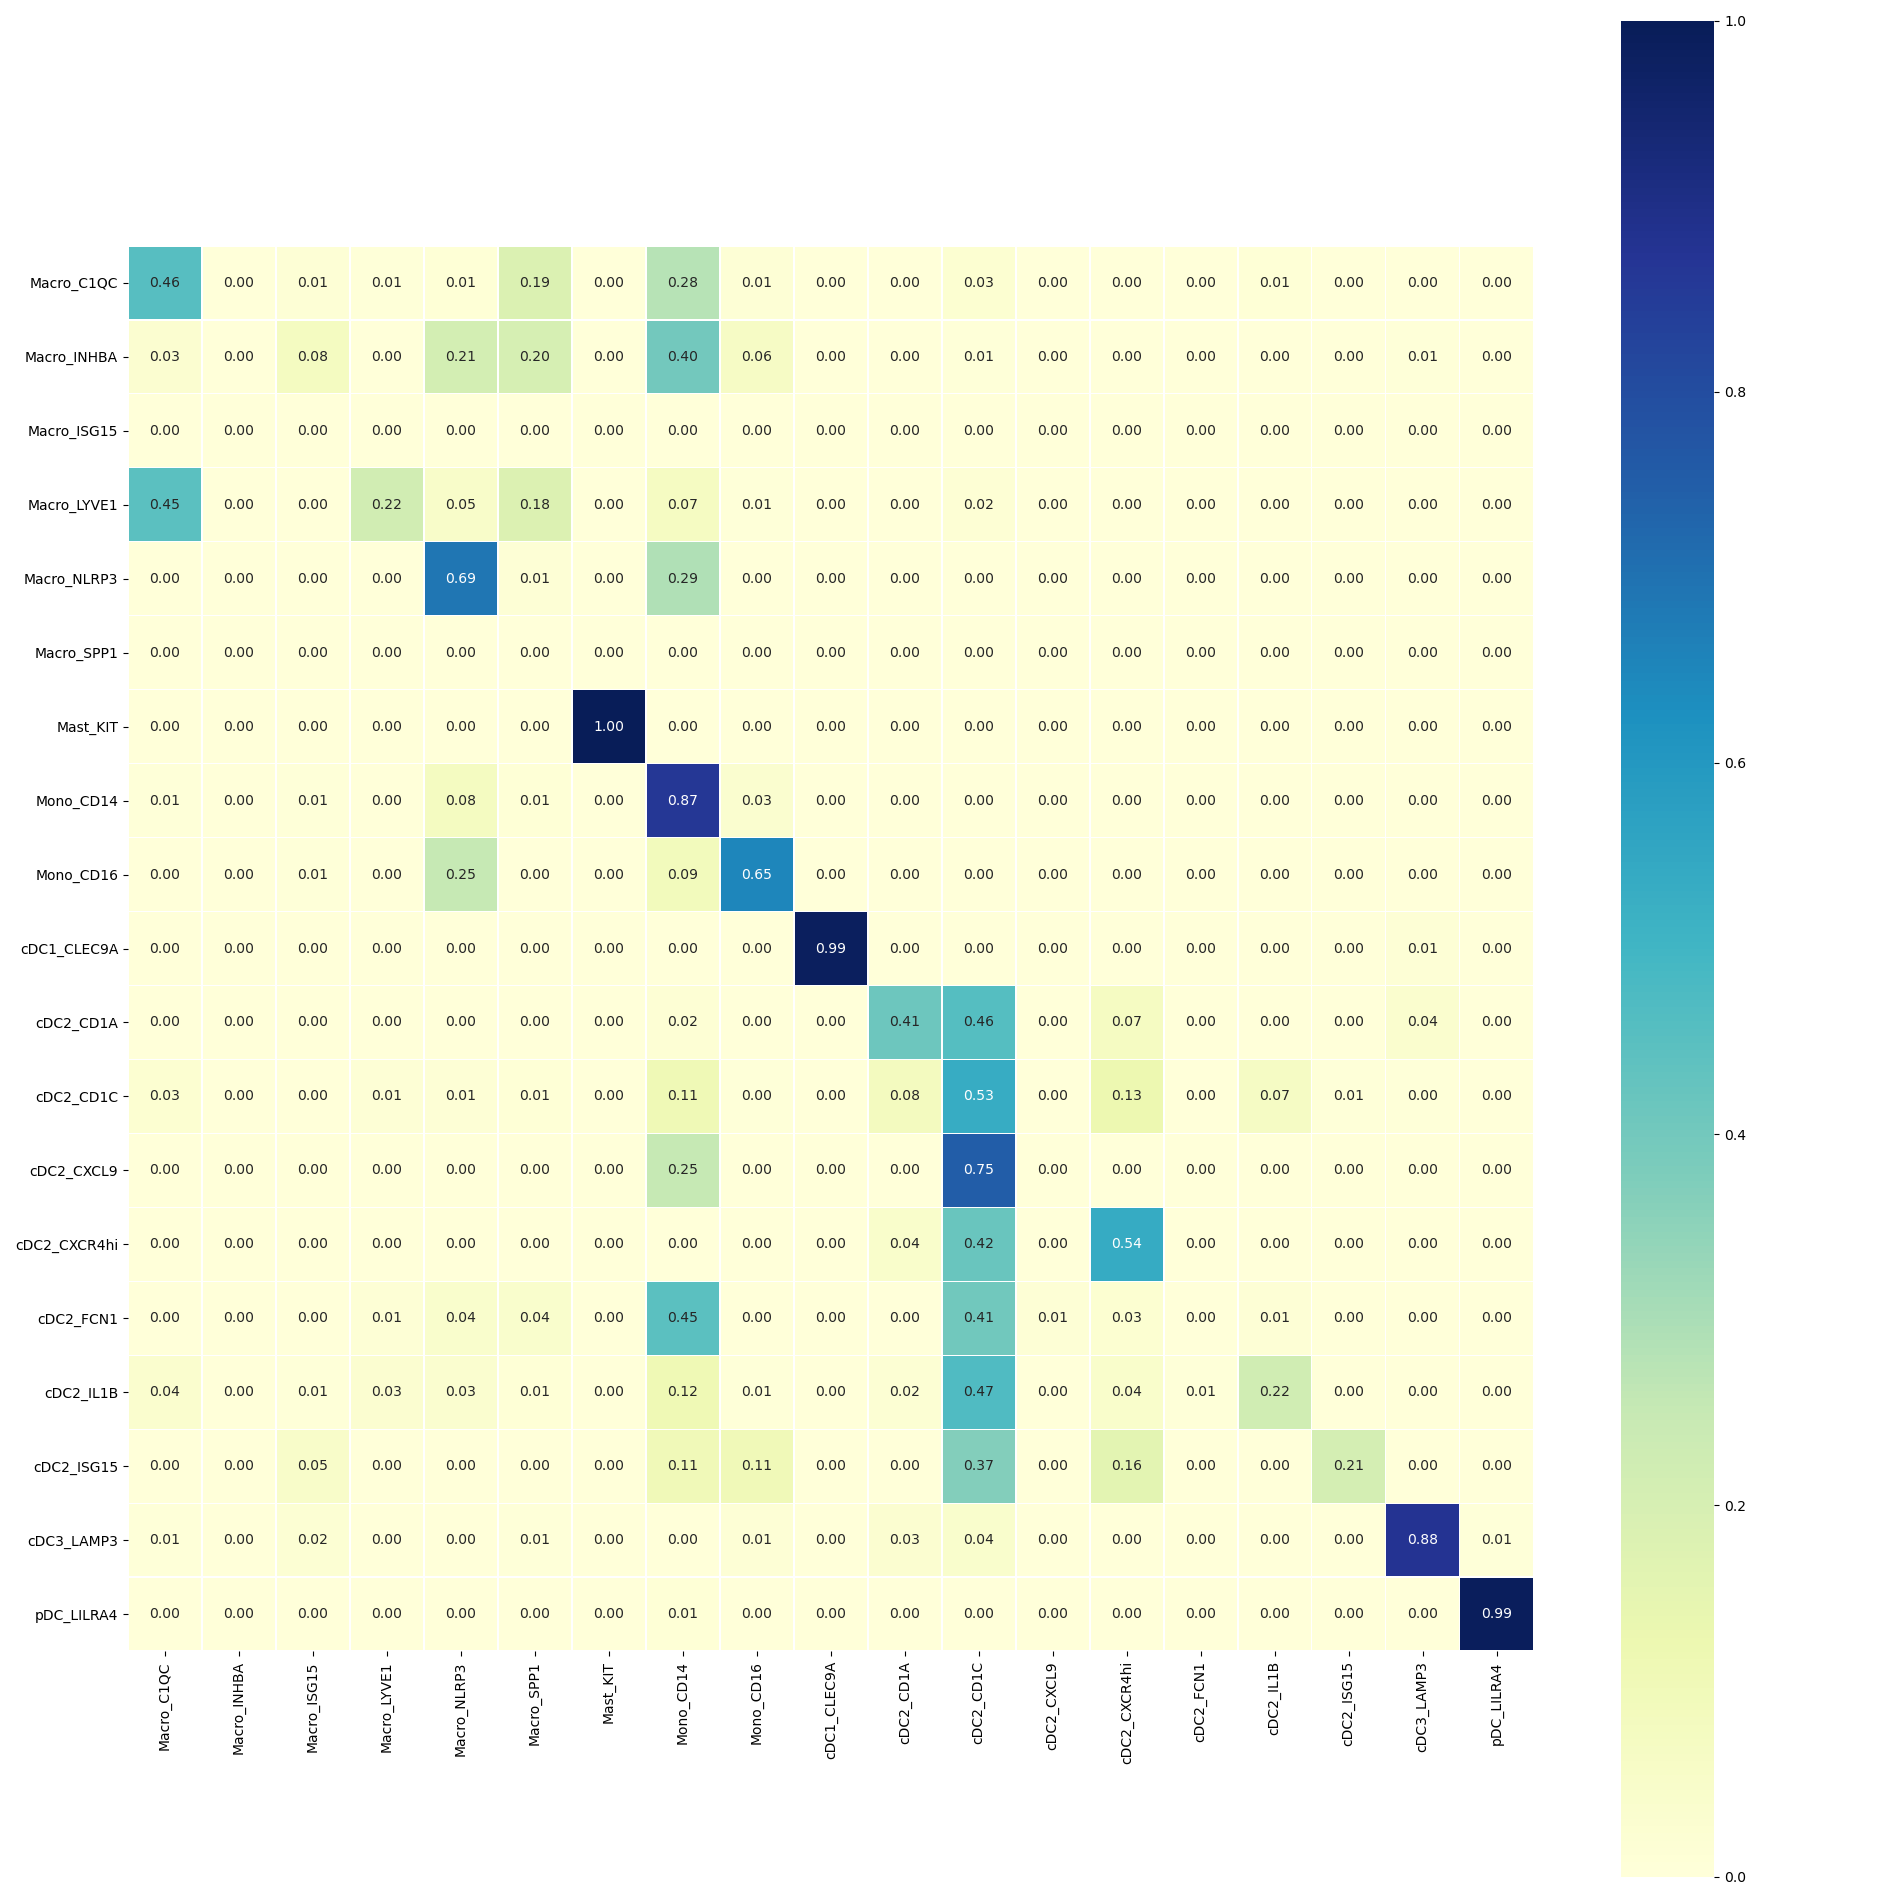 1.0
Macro_C1QC 0.46 0.00 0.01 0.01 0.01 0.19 0.00 0.28 0.01 0.00 0.00 0.03 0.00 0.00 0.00 0.01 0.00 0.00 0.00
Macro_INHBA 0.03 0.00 0.08 0.00 0.21 0.20 0.00 0.40 0.06 0.00 0.00 0.01 0.00 0.00 0.00 0.00 0.00 0.01 0.00
0.8
Macro_ISG15 0.00 0.00 0.00 0.00 0.00 0.00 0.00 0.00 0.00 0.00 0.00 0.00 0.00 0.00 0.00 0.00 0.00 0.00 0.00
Macro_LYVE1 0.45 0.00 0.00 0.22 0.05 0.18 0.00 0.07 0.01 0.00 0.00 0.02 0.00 0.00 0.00 0.00 0.00 0.00 0.00
Macro_NLRP3 0.00 0.00 0.00 0.00 0.69 0.01 0.00 0.29 0.00 0.00 0.00 0.00 0.00 0.00 0.00 0.00 0.00 0.00 0.00
Macro_SPP1 0.00 0.00 0.00 0.00 0.00 0.00 0.00 0.00 0.00 0.00 0.00 0.00 0.00 0.00 0.00 0.00 0.00 0.00 0.00
Mast_KIT 0.00 0.00 0.00 0.00 0.00 0.00 1.00 0.00 0.00 0.00 0.00 0.00 0.00 0.00 0.00 0.00 0.00 0.00 0.00
0.6
Mono_CD14 0.01 0.00 0.01 0.00 0.08 0.01 0.00 0.87 0.03 0.00 0.00 0.00 0.00 0.00 0.00 0.00 0.00 0.00 0.00
Mono_CD16 0.00 0.00 0.01 0.00 0.25 0.00 0.00 0.09 0.65 0.00 0.00 0.00 0.00 0.00 0.00 0.00 0.00 0.00 0.00
cDC1_CLEC9A 0.00 0.00 0.00 0.00 0.00 0.00 0.00 0.00 0.00 0.99 0.00 0.00 0.00 0.00 0.00 0.00 0.00 0.01 0.00
cDC2_CD1A 0.00 0.00 0.00 0.00 0.00 0.00 0.00 0.02 0.00 0.00 0.41 0.46 0.00 0.07 0.00 0.00 0.00 0.04 0.00
cDC2_CD1C 0.03 0.00 0.00 0.01 0.01 0.01 0.00 0.11 0.00 0.00 0.08 0.53 0.00 0.13 0.00 0.07 0.01 0.00 0.00
0.4
cDC2_CXCL9 0.00 0.00 0.00 0.00 0.00 0.00 0.00 0.25 0.00 0.00 0.00 0.75 0.00 0.00 0.00 0.00 0.00 0.00 0.00
cDC2_CXCR4hi 0.00 0.00 0.00 0.00 0.00 0.00 0.00 0.00 0.00 0.00 0.04 0.42 0.00 0.54 0.00 0.00 0.00 0.00 0.00
cDC2_FCN1 0.00 0.00 0.00 0.01 0.04 0.04 0.00 0.45 0.00 0.00 0.00 0.41 0.01 0.03 0.00 0.01 0.00 0.00 0.00
cDC2_IL1B 0.04 0.00 0.01 0.03 0.03 0.01 0.00 0.12 0.01 0.00 0.02 0.47 0.00 0.04 0.01 0.22 0.00 0.00 0.00
cDC2_ISG15 0.00 0.00 0.05 0.00 0.00 0.00 0.00 0.11 0.11 0.00 0.00 0.37 0.00 0.16 0.00 0.00 0.21 0.00 0.00
0.2
cDC3_LAMP3 0.01 0.00 0.02 0.00 0.00 0.01 0.00 0.00 0.01 0.00 0.03 0.04 0.00 0.00 0.00 0.00 0.00 0.88 0.01
pDC_LILRA4 0.00 0.00 0.00 0.00 0.00 0.00 0.00 0.01 0.00 0.00 0.00 0.00 0.00 0.00 0.00 0.00 0.00 0.00 0.99
Macro_C1QC
Macro_INHBA
Macro_ISG15
Macro_LYVE1
Macro_NLRP3
Macro_SPP1
Mast_KIT
Mono_CD14
Mono_CD16
cDC1_CLEC9A
cDC2_CD1A
cDC2_CD1C
cDC2_CXCL9
cDC2_CXCR4hi
cDC2_FCN1
cDC2_IL1B
cDC2_ISG15
cDC3_LAMP3
pDC_LILRA4
0.0